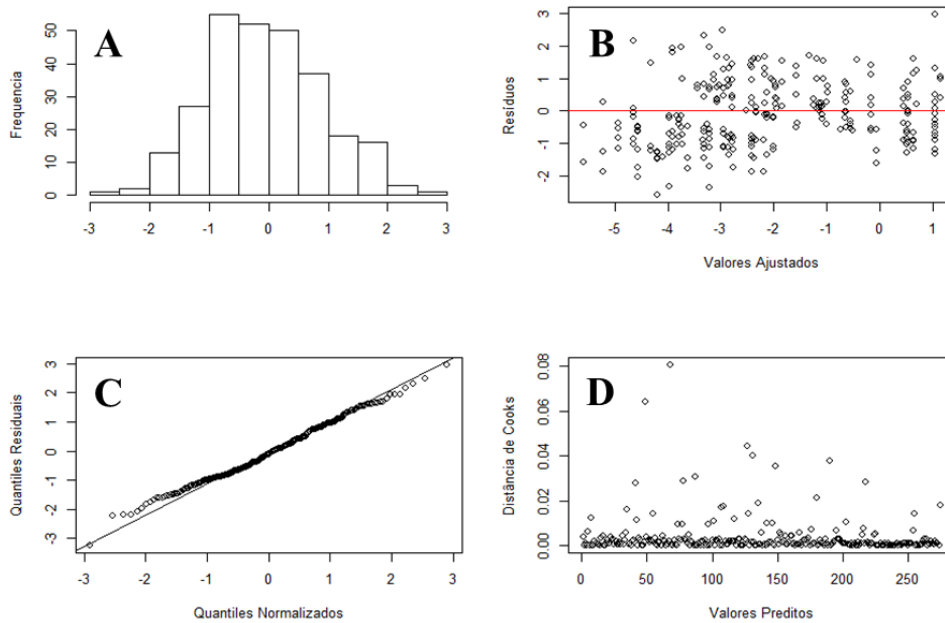 A
Frequencia
0 10 20 30 40 50
-3 -2 -1 0 1 2 3
B
Residuos
-2 -1 0 1 2 3
-5 -4 -3 -2 -1 0 1
Valores Ajustados
C
Quantiles Residuais
-3 -2 -1 0 1 2 3
-3 -2 -1 0 1 2 3
Quantiles Normalizados
D
Distância de Cooks
0.00 0.02 0.04 0.06 0.08
0 50 100 150 200 250
Valores Preditos